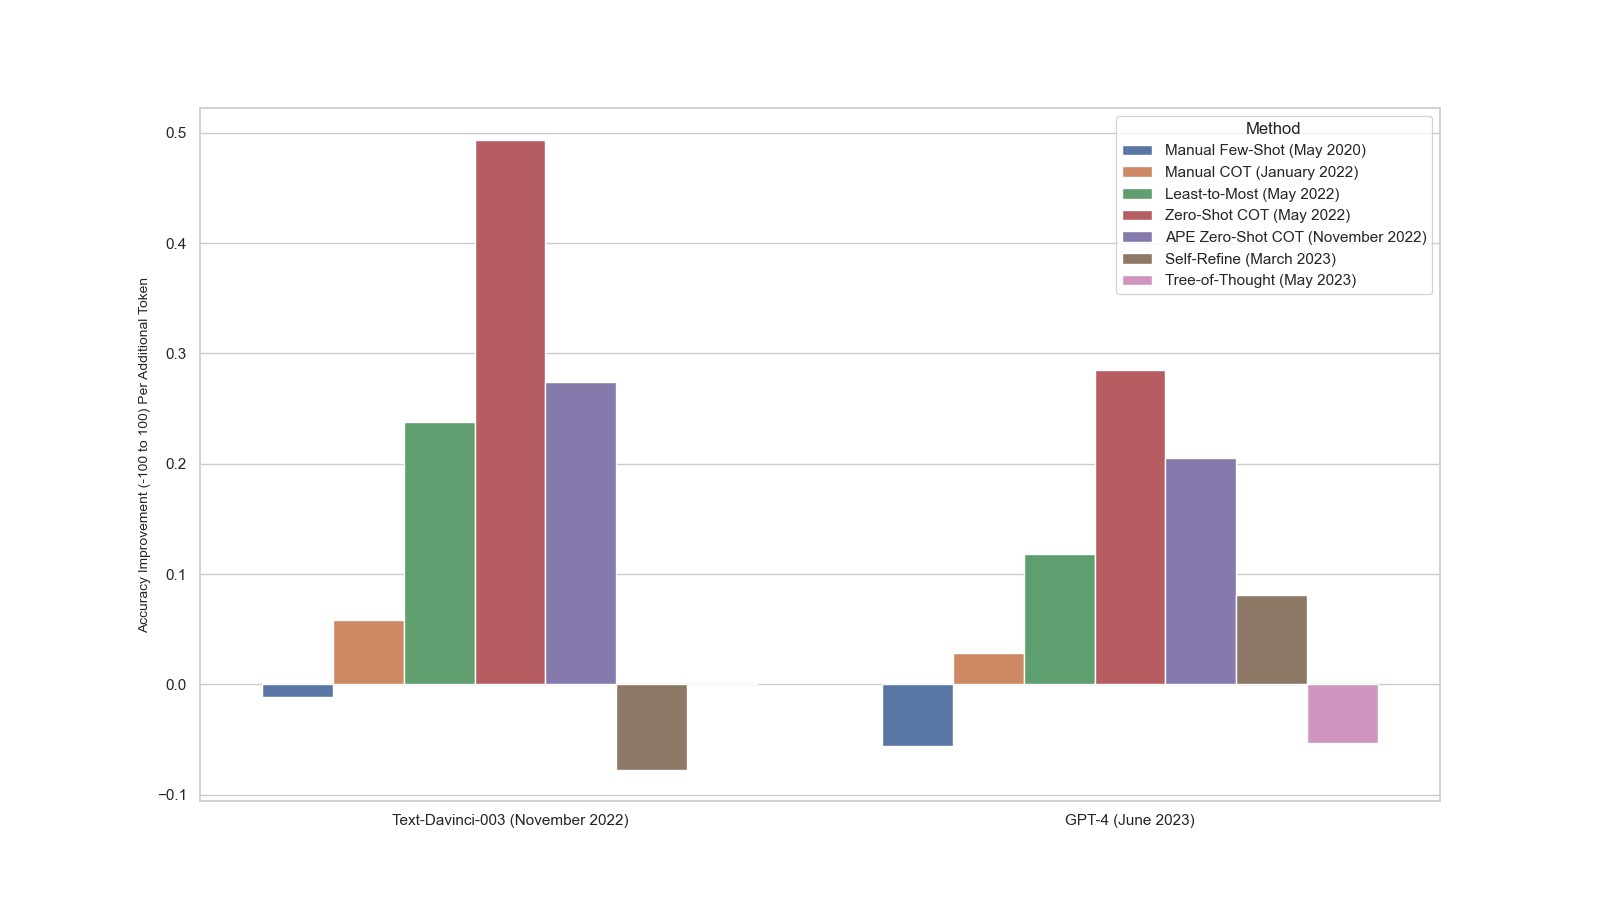 Method
Manual Few-Shot (May 2020)
Manual COT (January 2022)
Least-to-Most (May 2022)
Zero-Shot COT (May 2022)
APE Zero-Shot COT (November 2022)
Self-Refine (March 2023)
Tree-of-Thought (May 2023)
Accuracy Improvement (-100 to 100) Per Additional Token
0.5
0.4
0.3
0.2
0.1
0.0
−0.1
Text-Davinci-003 (November 2022)
GPT-4 (June 2023)